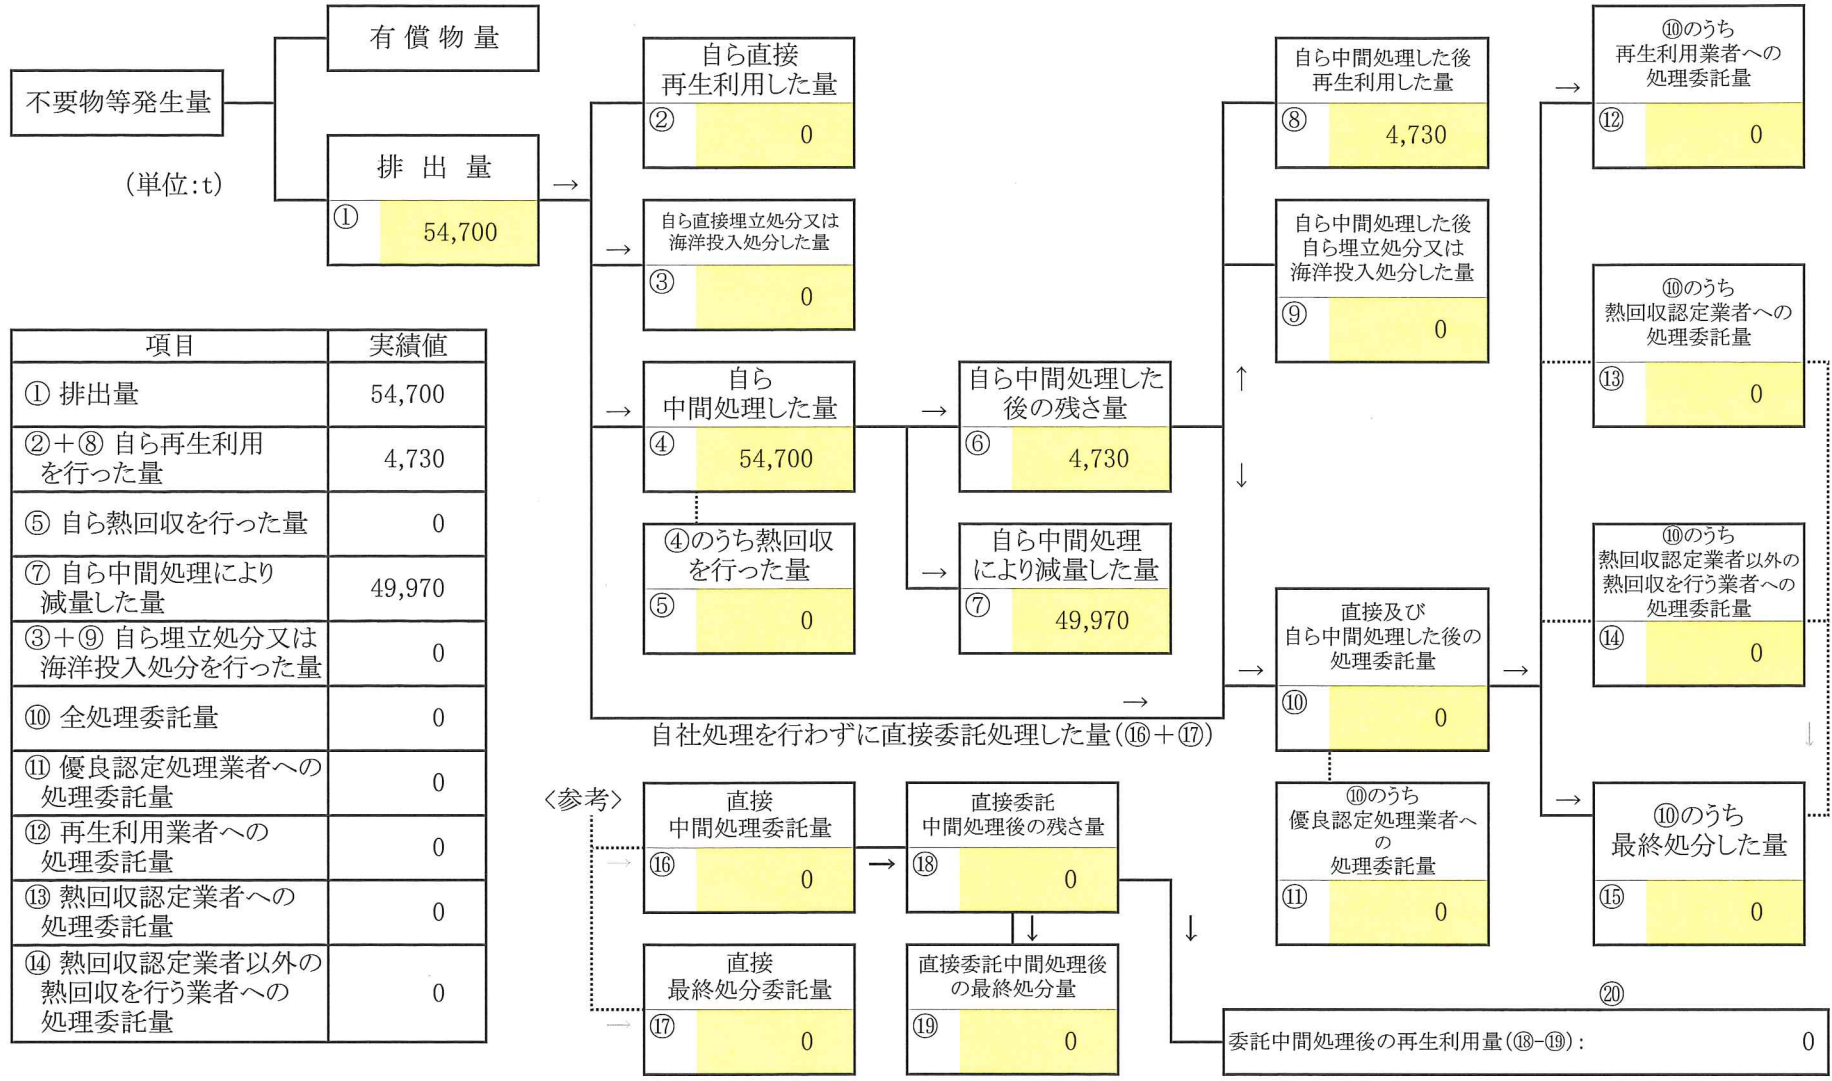 不要物等発生量
(単位:t)
有償物量
排出量
①
54,700
→
自ら直接
再生利用した量
②
0
→
自ら直接埋立処分又は
海洋投入処分した量
③
0
→
自ら
中間処理した量
④
54,700
④のうち熱回収
を行った量
⑤
0
→
自ら中間処理した
後の残さ量
⑥
4,730
→
自ら中間処理
により減量した量
⑦
49,970
自ら中間処理した後
再生利用した量
⑧
4,730
自ら中間処理した後
自ら埋立処分又は
海洋投入処分した量
⑨
0
↑
↓
→
自社処理を行わずに直接委託処理した量(⑯+⑰)
→
直接及び
自ら中間処理した後の
処理委託量
⑩
0
→
⑩のうち
優良認定処理業者へ
の
処理委託量
⑪
0
→
⑩のうち
再生利用業者への
処理委託量
⑫
0
⑩のうち
熱回収認定業者への
処理委託量
⑬
0
⑩のうち
熱回収認定業者以外の
熱回収を行う業者への
処理委託量
⑭
0
↓
→
⑩のうち
最終処分した量
⑮
0
項目 実績値
① 排出量 54,700
②+⑧ 自ら再生利用
を行った量 4,730
⑤ 自ら熱回収を行った量 0
⑦ 自ら中間処理により
減量した量 49,970
③+⑨ 自ら埋立処分又は
海洋投入処分を行った量 0
⑩ 全処理委託量 0
⑪ 優良認定処理業者への
処理委託量 0
⑫ 再生利用業者への
処理委託量 0
⑬ 熱回収認定業者への
処理委託量 0
⑭ 熱回収認定業者以外の
熱回収を行う業者への
処理委託量 0
〈参考〉
→
直接
中間処理委託量
⑯
0
→
直接委託
中間処理後の残さ量
⑱
0
→
直接
最終処分委託量
⑰
0
↓
直接委託中間処理後
の最終処分量
⑲
0
↓
⑳
委託中間処理後の再生利用量(⑱-⑲): 0